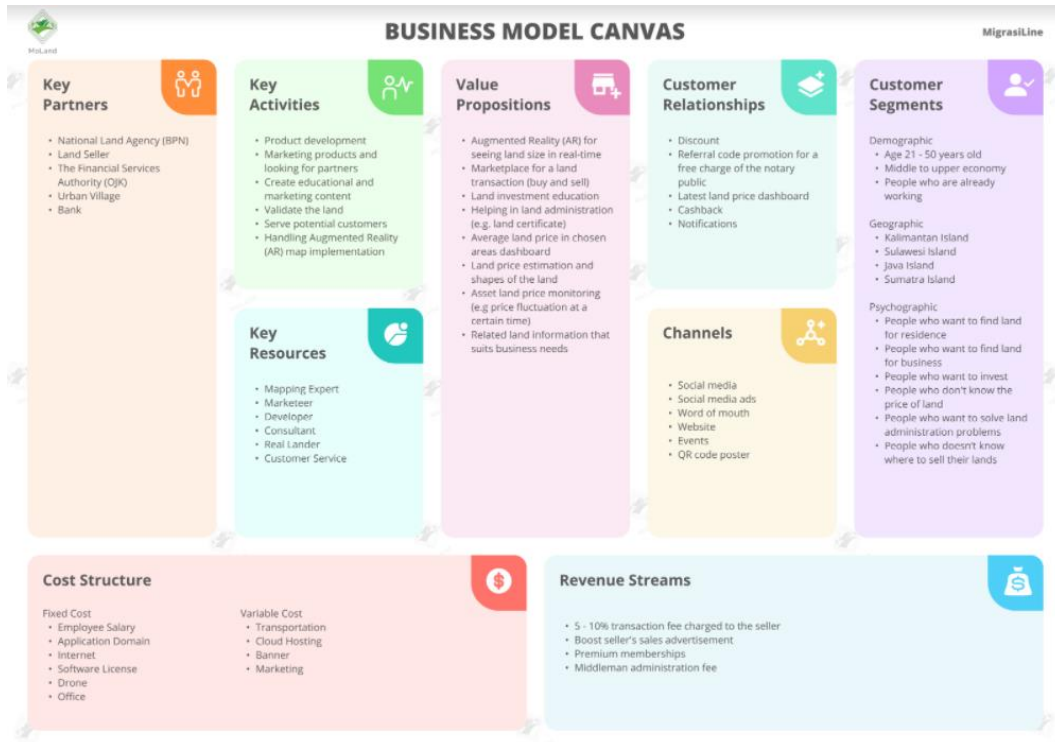 BUSINESS MODEL CANVAS
MigrasiLine
MoLand
Key
Partners
• National Land Agency (BPN)
• Land Seller
• The Financial Services
Authority (OJK)
• Urban Village
• Bank
Key
Activities
• Product development
• Marketing products and
looking for partners
• Create educational and
marketing content
• Validate the land
• Serve potential customers
• Handling Augmented Reality
(AR) map implementation
Key
Resources
• Mapping Expert
• Marketeer
• Developer
• Consultant
• Real Lander
• Customer Service
Value
Propositions
• Augmented Reality (AR) for
seeing land size in real-time
• Marketplace for a land
transaction (buy and sell)
• Land investment education
• Helping in land administration
(e.g. land certificate)
• Average land price in chosen
areas dashboard
• Land price estimation and
shapes of the land
• Asset land price monitoring
(e.g price fluctuation at a
certain time)
• Related land information that
suits business needs
Customer
Relationships
• Discount
• Referral code promotion for a
free charge of the notary
public
• Latest land price dashboard
• Cashback
• Notifications
Channels
• Social media
• Social media ads
• Word of mouth
• Website
• Events
• QR code poster
Customer
Segments
Demographic
• Age 21 - 50 years old
• Middle to upper economy
• People who are already
working
Geographic
• Kalimantan Island
• Sulawesi Island
• Java Island
• Sumatra Island
Psychographic
• People who want to find land
for residence
• People who want to find land
for business
• People who want to invest
• People who don't know the
price of land
• People who want to solve land
administration problems
• People who doesn't know
where to sell their lands
Cost Structure
Fixed Cost
• Employee Salary
• Application Domain
• Internet
• Software License
• Drone
• Office
Variable Cost
• Transportation
• Cloud Hosting
• Banner
• Marketing
Revenue Streams
• 5 - 10% transaction fee charged to the seller
• Boost seller's sales advertisement
• Premium memberships
• Middleman administration fee